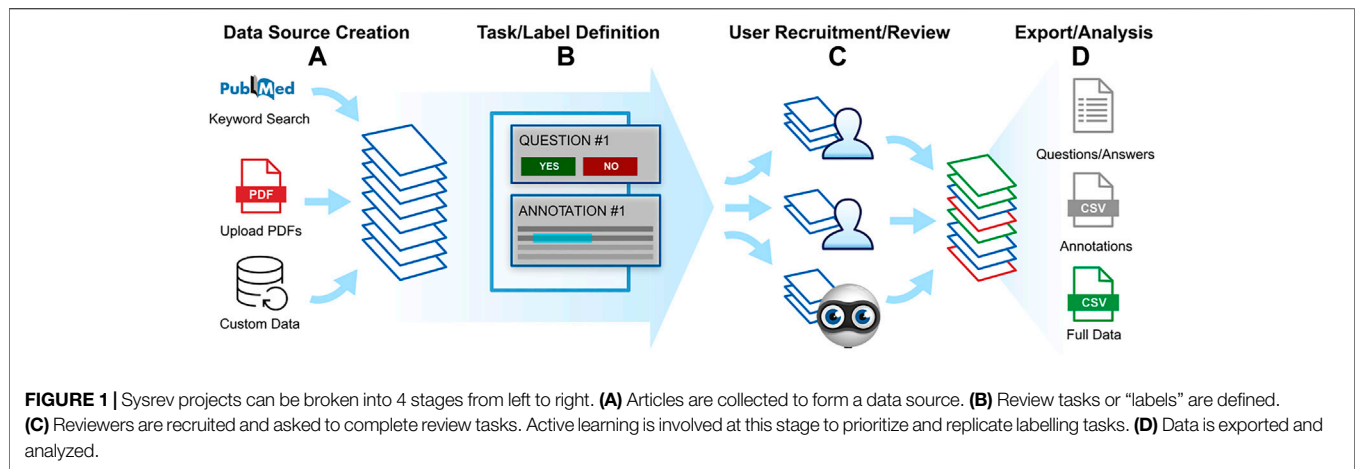 Data Source Creation
A
PubMed
Keyword Search
PDF
Upload PDFs
Custom Data
Task/Label Definition
B
QUESTION #1
YES NO
ANNOTATION #1
User Recruitment/Review
C
Export/Analysis
D
Questions/Answers
CSV
Annotations
CSV
Full Data
FIGURE 1 | Sysrev projects can be broken into 4 stages from left to right. (A) Articles are collected to form a data source. (B) Review tasks or “labels” are defined.
(C) Reviewers are recruited and asked to complete review tasks. Active learning is involved at this stage to prioritize and replicate labelling tasks. (D) Data is exported and
analyzed.